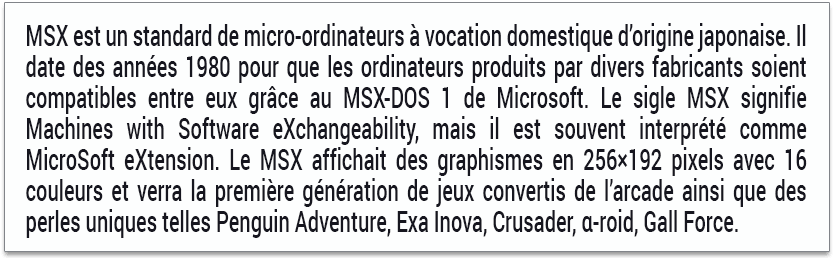 MSX est un standard de micro-ordinateurs à vocation domestique d'origine japonaise. Il
date des années 1980 pour que les ordinateurs produits par divers fabricants soient
compatibles entre eux grâce au MSX-DOS 1 de Microsoft. Le sigle MSX signifie
Machines with Software eXchangeability, mais il est souvent interprété comme
MicroSoft eXtension. Le MSX affichait des graphismes en 256×192 pixels avec 16
couleurs et verra la première génération de jeux convertis de l'arcade ainsi que des
perles uniques telles Penguin Adventure, Exa Inova, Crusader, α-roid, Gall Force.